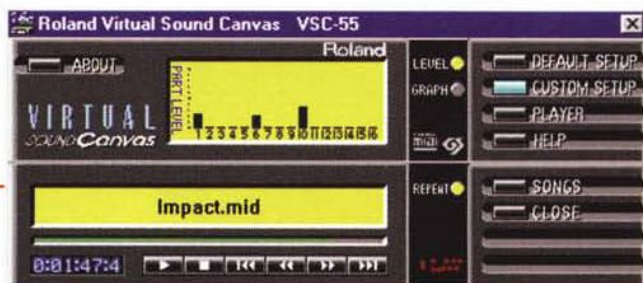 Roland Virtual Sound Canvas VSC-55
Roland
ABOUT
PART LEVEL
1 2 3 4 5 6 7 8 9 10 11 12 13 14 15 16
VIRTUAL
SOUND Canvas
LEVEL
GRAPH
MIDI GS
DEFAULT SETUP
CUSTOM SETUP
PLAYER
HELP
Impact.mid
0:01:47:4
REPEAT
SONGS
CLOSE